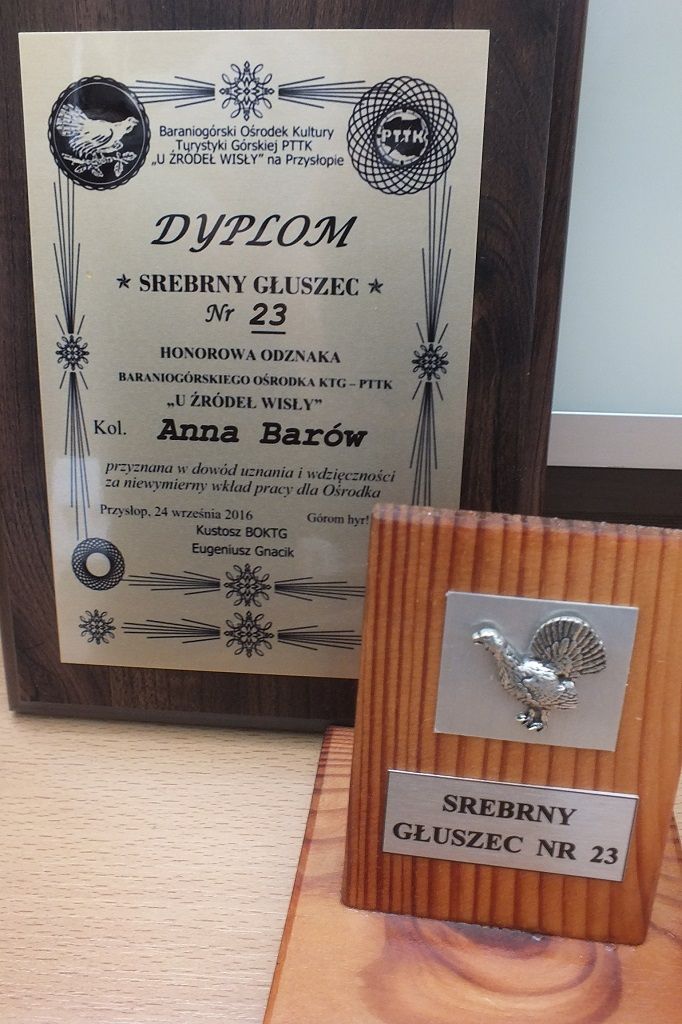 Baraniogórski Ośrodek Kultury
Turystyki Górskiej PTTK
„U ŹRÓDEŁ WISŁY” na Przysłopie
PTTK
DYPLOM
★ SREBRNY GŁUSZEC ★
Nr 23
HONOROWA ODZNAKA
BARANIOGÓRSKIEGO OŚRODKA KTG – PTTK
„U ŹRÓDEŁ WISŁY”
Kol. Anna Barów
przyznana w dowód uznania i wdzięczności
za niewymierny wkład pracy dla Ośrodka
Przysłop, 24 września 2016 Górom hyr!
Kustosz BOKTG
Eugeniusz Gnacik
SREBRNY
GŁUSZEC NR 23